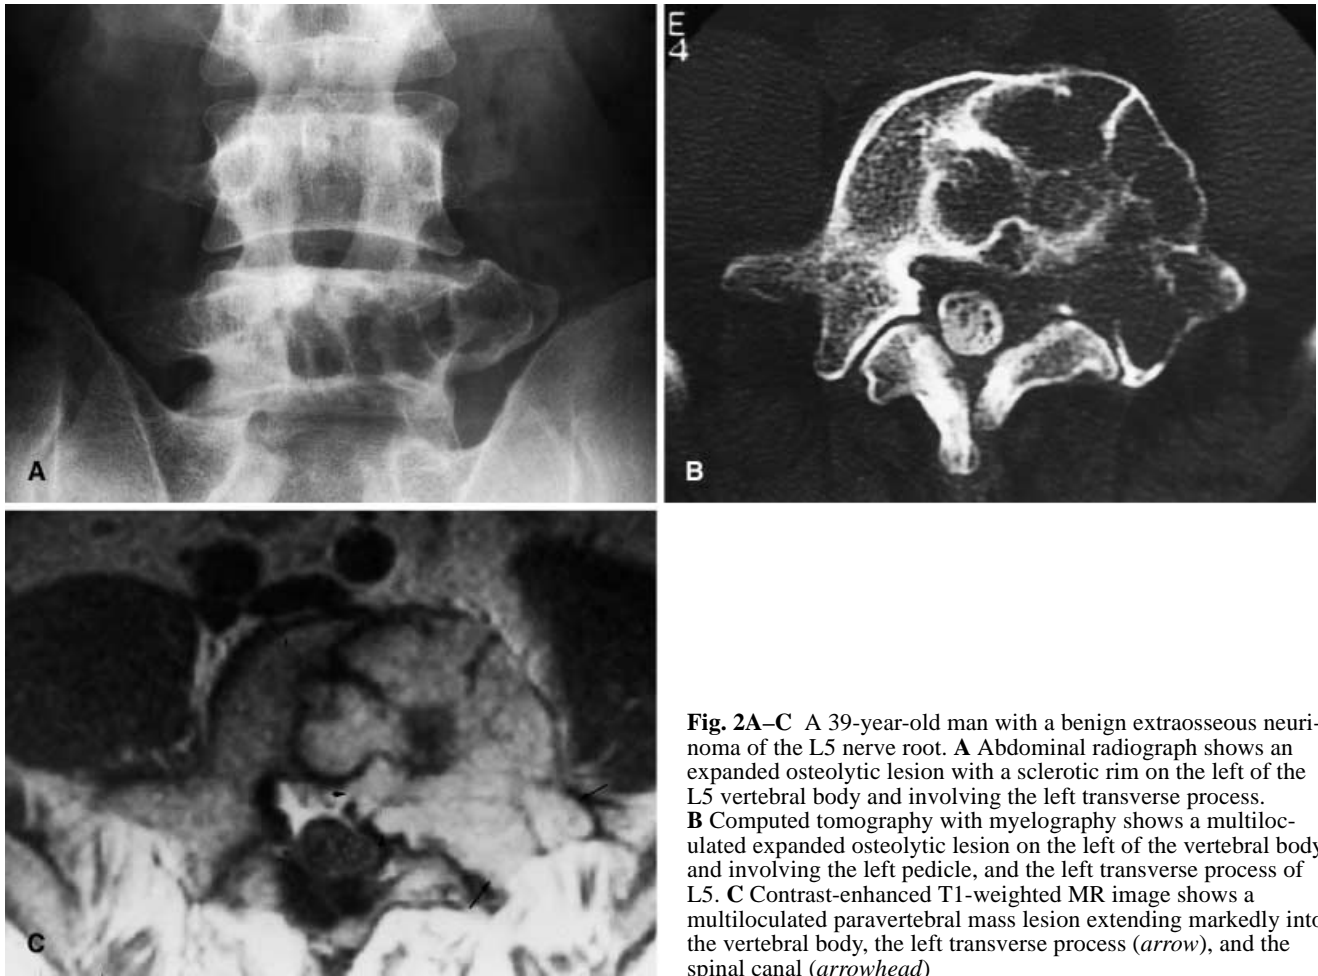 E
4
A
B
C
Fig. 2A–C A 39-year-old man with a benign extraosseous neuri-
noma of the L5 nerve root. A Abdominal radiograph shows an
expanded osteolytic lesion with a sclerotic rim on the left of the
L5 vertebral body and involving the left transverse process.
B Computed tomography with myelography shows a multiloc-
ulated expanded osteolytic lesion on the left of the vertebral body
and involving the left pedicle, and the left transverse process of
L5. C Contrast-enhanced T1-weighted MR image shows a
multiloculated paravertebral mass lesion extending markedly into
the vertebral body, the left transverse process (arrow), and the
spinal canal (arrowhead)